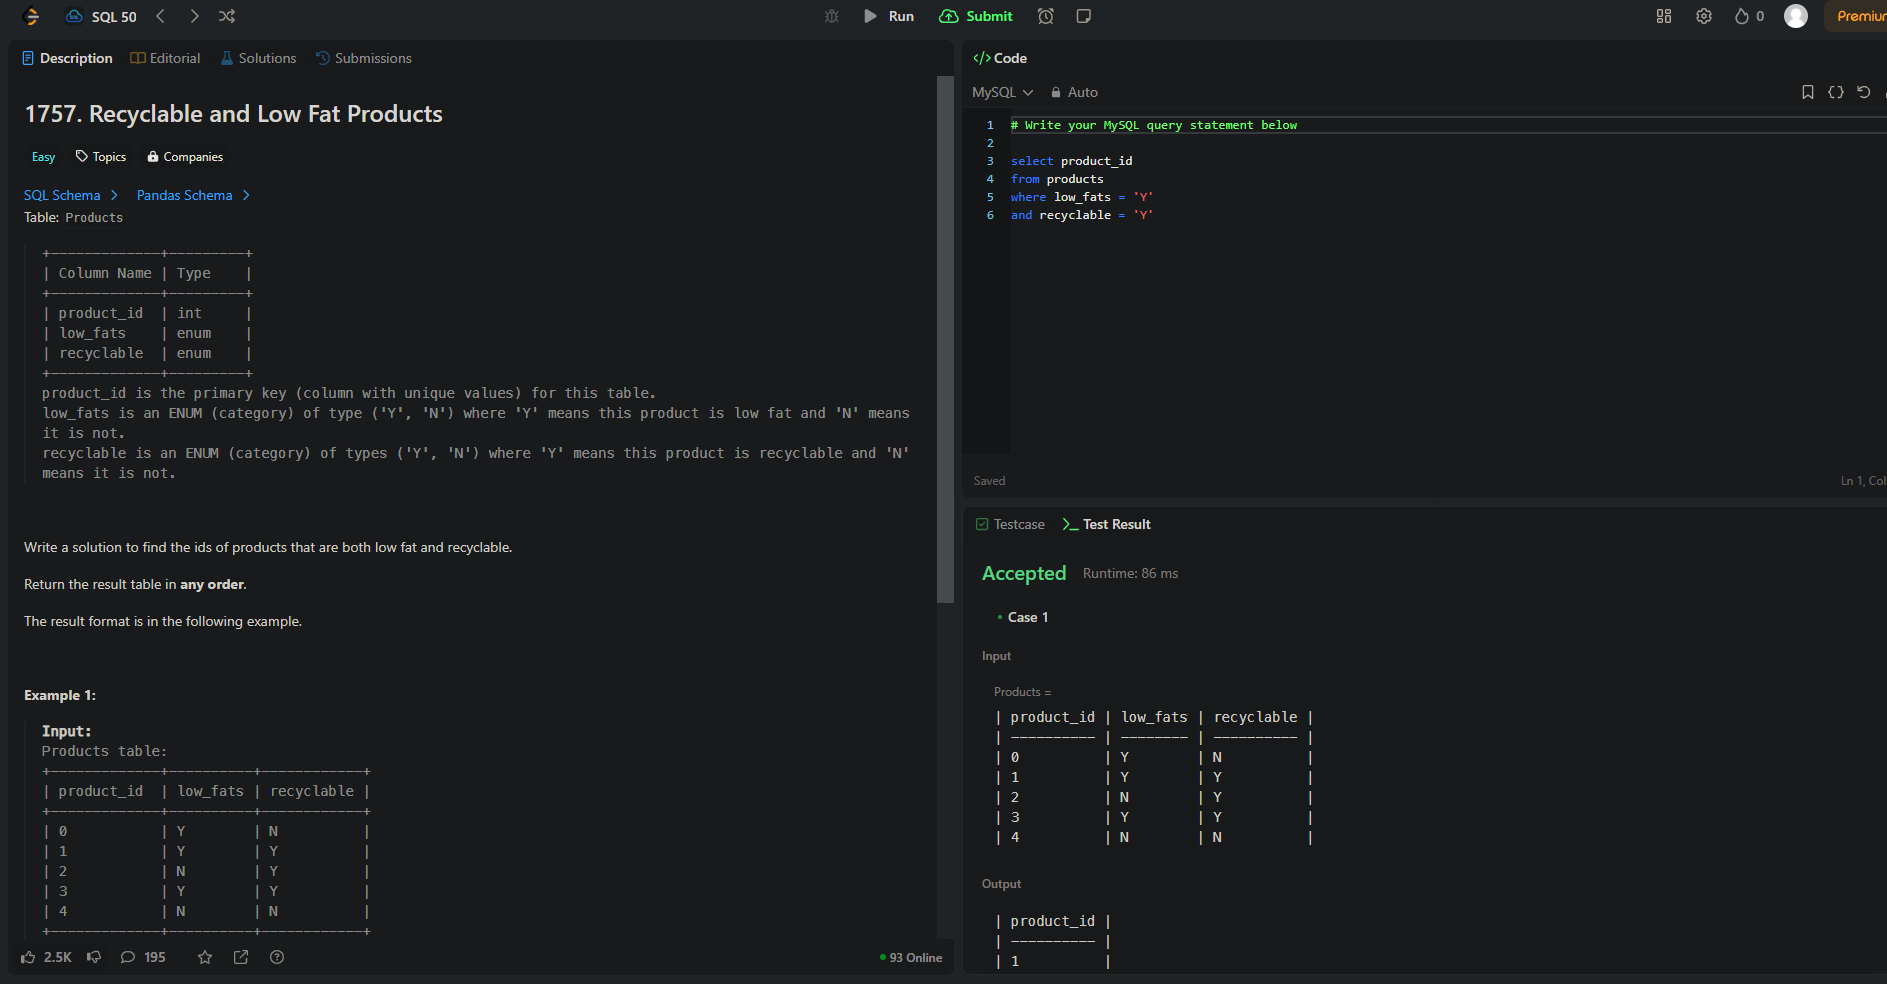 SQL 50
Run
Submit
0
Premiu
Description
Editorial
Solutions
Submissions
1757. Recyclable and Low Fat Products
Easy
Topics
Companies
SQL Schema
Pandas Schema
Table: Products
+-------------+---------+
| Column Name | Type    |
+-------------+---------+
| product_id  | int     |
| low_fats    | enum    |
| recyclable  | enum    |
+-------------+---------+
product_id is the primary key (column with unique values) for this table.
low_fats is an ENUM (category) of type ('Y', 'N') where 'Y' means this product is low fat and 'N' means
it is not.
recyclable is an ENUM (category) of types ('Y', 'N') where 'Y' means this product is recyclable and 'N'
means it is not.
Write a solution to find the ids of products that are both low fat and recyclable.
Return the result table in any order.
The result format is in the following example.
Example 1:
Input:
Products table:
+-------------+----------+------------+
| product_id  | low_fats | recyclable |
+-------------+----------+------------+
| 0           | Y        | N          |
| 1           | Y        | Y          |
| 2           | N        | Y          |
| 3           | Y        | Y          |
| 4           | N        | N          |
+-------------+----------+------------+
2.5K
195
93 Online
</> Code
MySQL
Auto
1 # Write your MySQL query statement below
2
3 select product_id
4 from products
5 where low_fats = 'Y'
6 and recyclable = 'Y'
Saved
Ln 1, Col
Testcase
>_ Test Result
Accepted
Runtime: 86 ms
• Case 1
Input
Products =
| product_id | low_fats | recyclable |
| ---------- | -------- | ---------- |
| 0          | Y        | N          |
| 1          | Y        | Y          |
| 2          | N        | Y          |
| 3          | Y        | Y          |
| 4          | N        | N          |
Output
| product_id |
| ---------- |
| 1          |